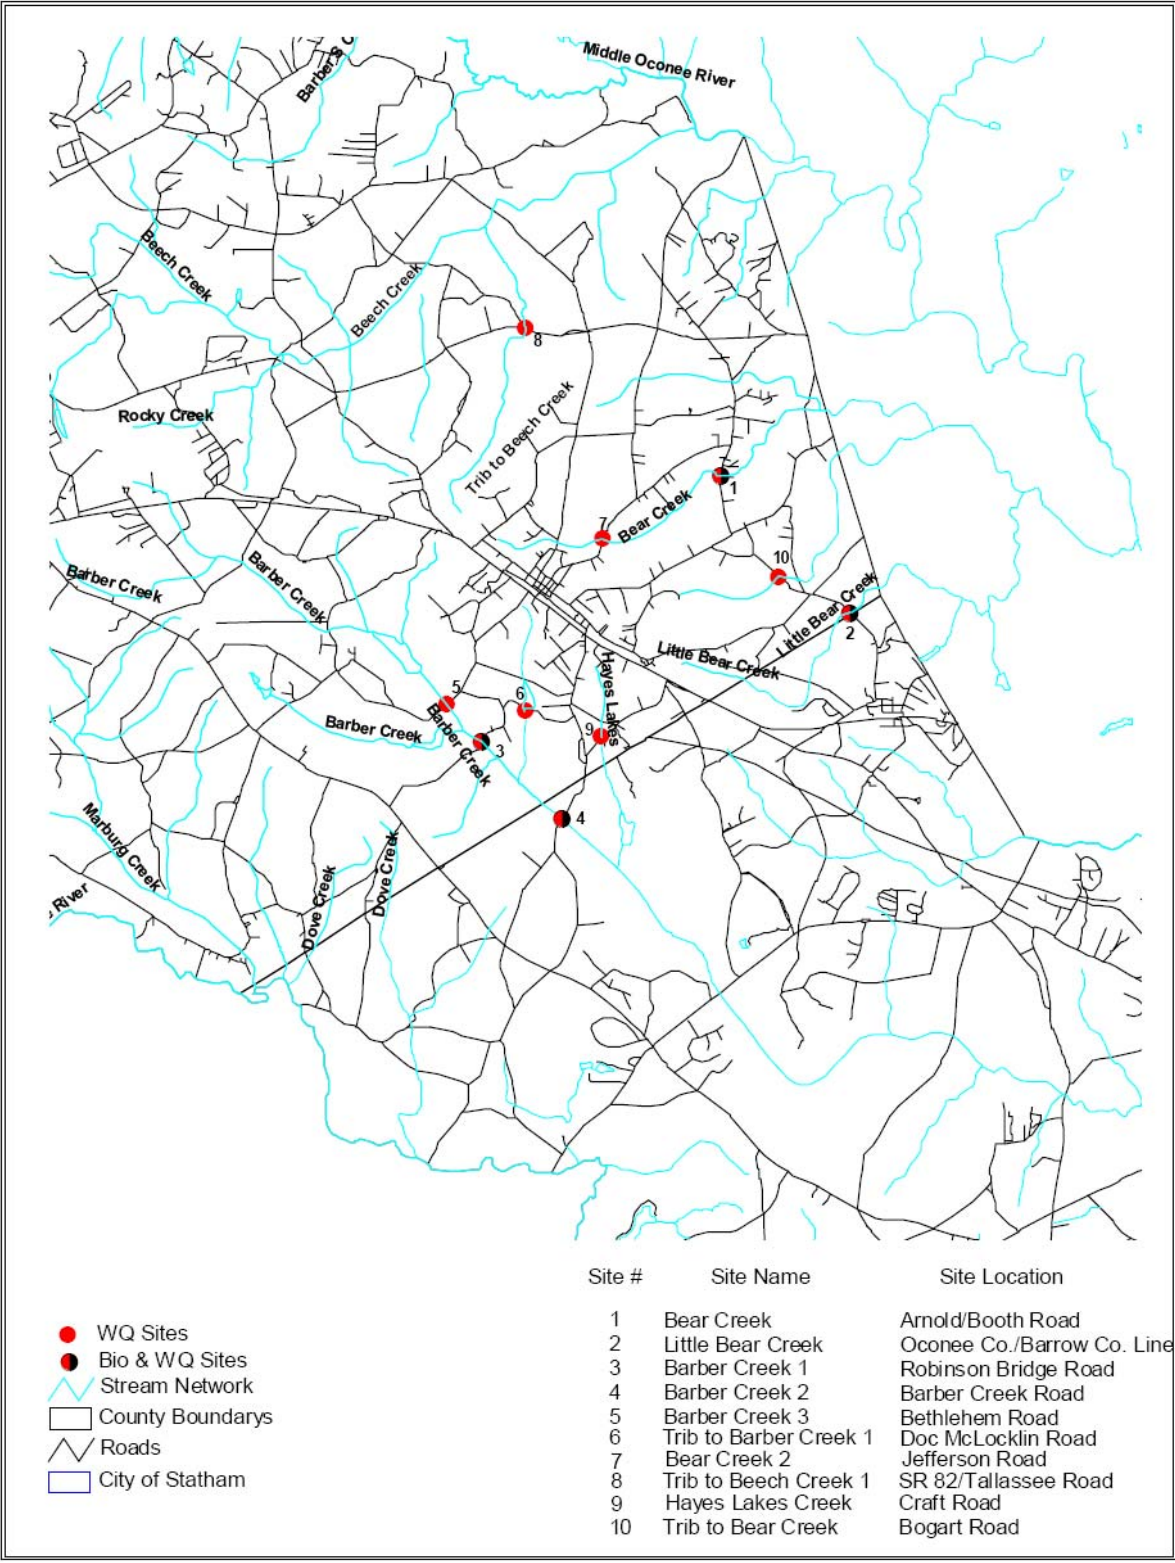 Middle Oconee River
Barber's C
Beech Creek
Beech Creek
8
Rocky Creek
Trib to Beech Creek
1
7
Bear Creek
10
Barber Creek
Barber Creek
Little Bear Creek
2
Little Bear Creek
Hayes Lakes
5
6
Barber Creek
Barber Creek
3
9
4
Marburg Creek
Dove Creek
Dove Creek
River
Site # Site Name Site Location
1 Bear Creek Arnold/Booth Road
2 Little Bear Creek Oconee Co./Barrow Co. Line
3 Barber Creek 1 Robinson Bridge Road
4 Barber Creek 2 Barber Creek Road
5 Barber Creek 3 Bethlehem Road
6 Trib to Barber Creek 1 Doc McLocklin Road
7 Bear Creek 2 Jefferson Road
8 Trib to Beech Creek 1 SR 82/Tallassee Road
9 Hayes Lakes Creek Craft Road
10 Trib to Bear Creek Bogart Road
WQ Sites
Bio & WQ Sites
Stream Network
County Boundarys
Roads
City of Statham